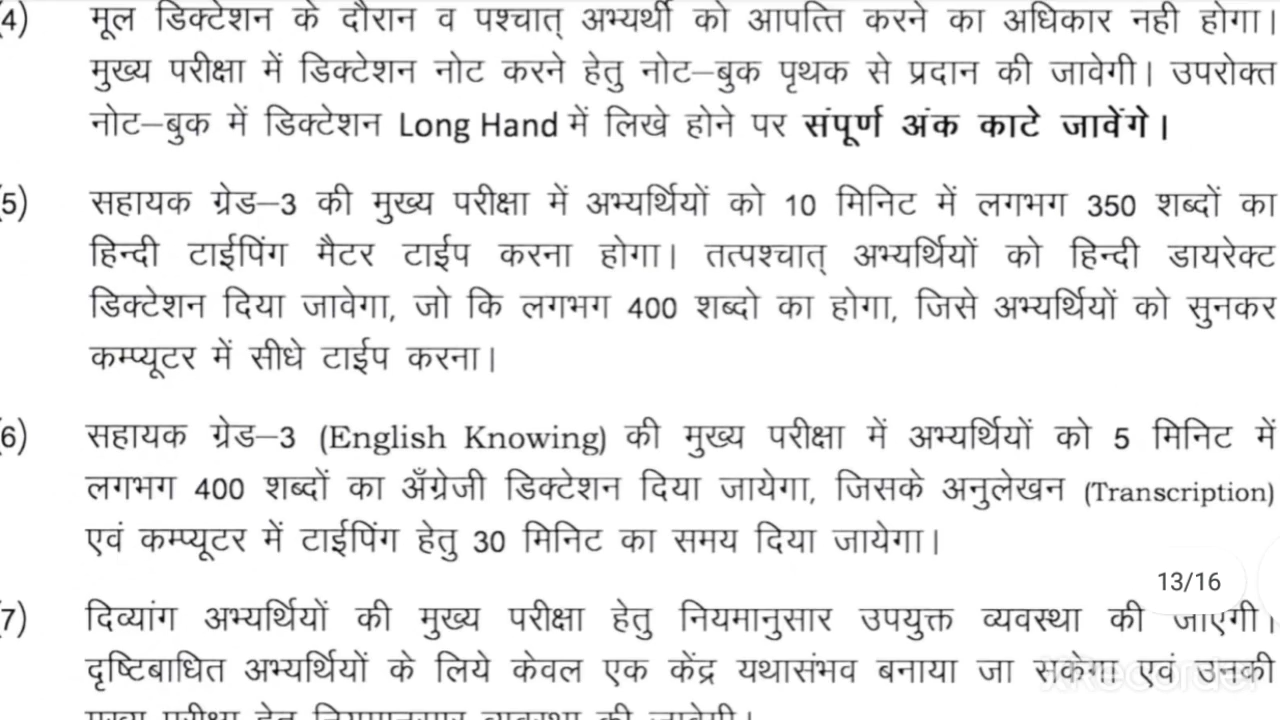 (4) मूल डिक्टेशन के दौरान व पश्चात् अभ्यर्थी को आपत्ति करने का अधिकार नही होगा।
मुख्य परीक्षा में डिक्टेशन नोट करने हेतु नोट–बुक पृथक से प्रदान की जावेगी। उपरोक्त
नोट–बुक में डिक्टेशन Long Hand में लिखे होने पर संपूर्ण अंक काटे जावेंगे।
(5) सहायक ग्रेड–3 की मुख्य परीक्षा में अभ्यर्थियों को 10 मिनिट में लगभग 350 शब्दों का
हिन्दी टाईपिंग मैटर टाईप करना होगा। तत्पश्चात् अभ्यर्थियों को हिन्दी डायरेक्ट
डिक्टेशन दिया जावेगा, जो कि लगभग 400 शब्दो का होगा, जिसे अभ्यर्थियों को सुनकर
कम्प्यूटर में सीधे टाईप करना।
(6) सहायक ग्रेड–3 (English Knowing) की मुख्य परीक्षा में अभ्यर्थियों को 5 मिनिट में
लगभग 400 शब्दों का अँग्रेजी डिक्टेशन दिया जायेगा, जिसके अनुलेखन (Transcription)
एवं कम्प्यूटर में टाईपिंग हेतु 30 मिनिट का समय दिया जायेगा।
13/16
(7) दिव्यांग अभ्यर्थियों की मुख्य परीक्षा हेतु नियमानुसार उपयुक्त व्यवस्था की जाएगी।
दृष्टिबाधित अभ्यर्थियों के लिये केवल एक केंद्र यथासंभव बनाया जा सकेगा एवं उनकी
XRecorder
मुख्य परीक्षा हेतु नियमानुसार व्यवस्था की जावेगी।